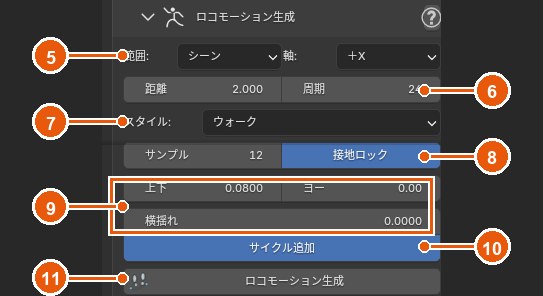 ロコモーション生成 ?
5 範囲: シーン 軸: +X
距離 2.000 周期 24 6
7 スタイル: ウォーク
サンプル 12 接地ロック 8
上下 0.0800 ヨー 0.00
9 横揺れ 0.0000
サイクル追加 10
11 ロコモーション生成